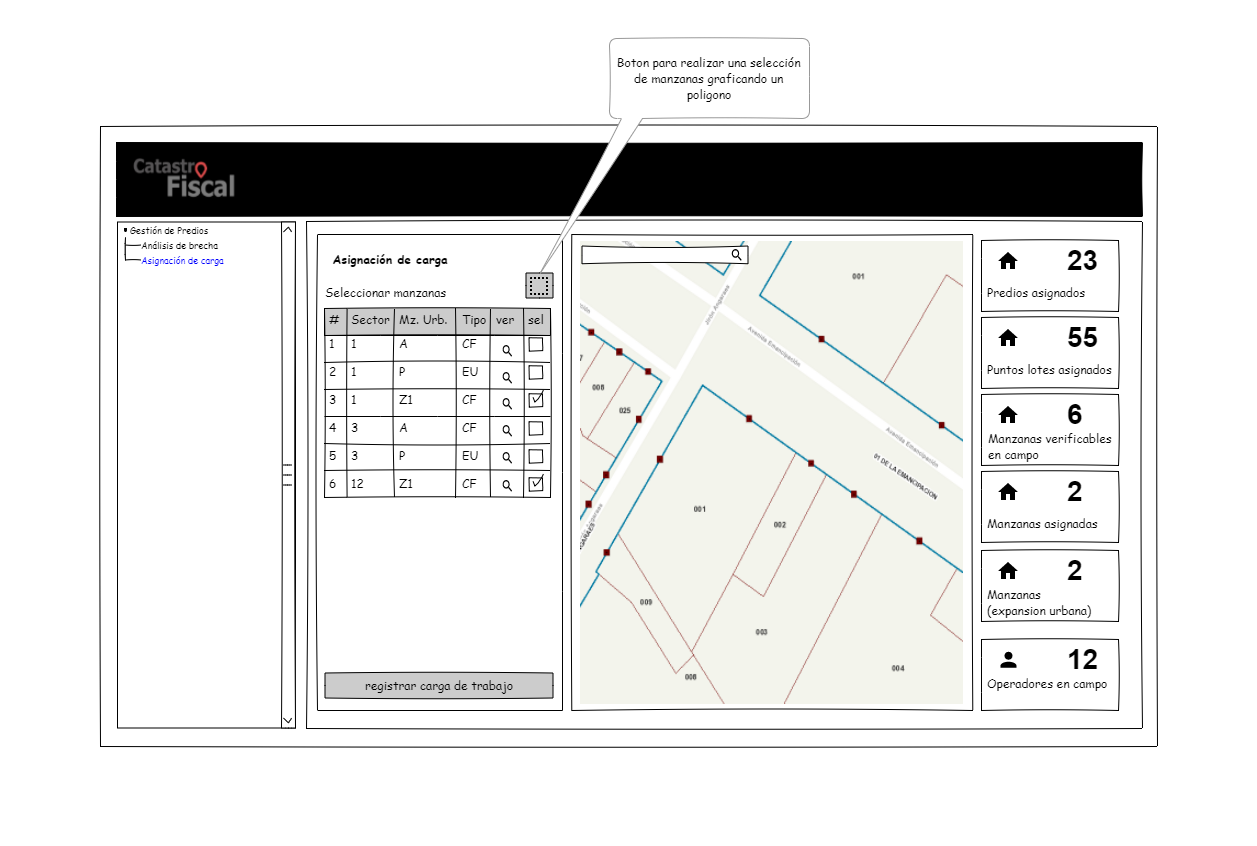 Boton para realizar una selección
de manzanas graficando un
poligono
Catastro
Fiscal
Gestión de Predios
Análisis de brecha
Asignación de carga
Asignación de carga
Seleccionar manzanas
# Sector Mz. Urb. Tipo ver sel
1 1 A CF
2 1 P EU
3 1 Z1 CF
4 3 A CF
5 3 P EU
6 12 Z1 CF
registrar carga de trabajo
001
Jirón Angaraes
Avenida Emancipación
008
025
Avenida Emancipación
01 DE LA EMANCIPACION
001
002
009
003
008
004
23
Predios asignados
55
Puntos lotes asignados
6
Manzanas verificables
en campo
2
Manzanas asignadas
2
Manzanas
(expansion urbana)
12
Operadores en campo